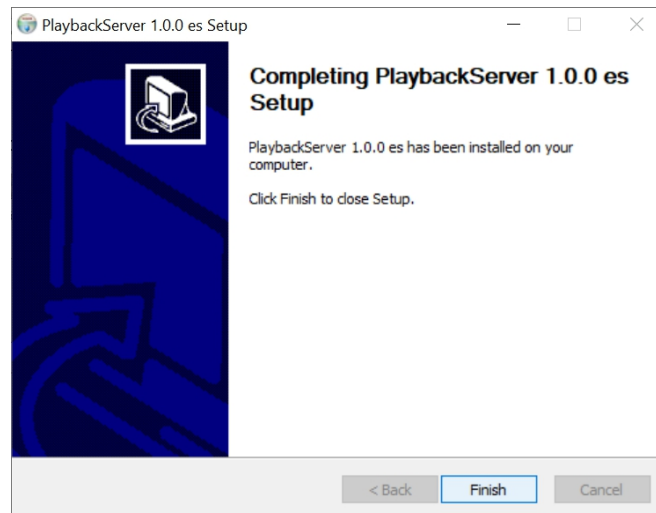 PlaybackServer 1.0.0 es Setup
Completing PlaybackServer 1.0.0 es
Setup
PlaybackServer 1.0.0 es has been installed on your
computer.
Click Finish to close Setup.
< Back
Finish
Cancel